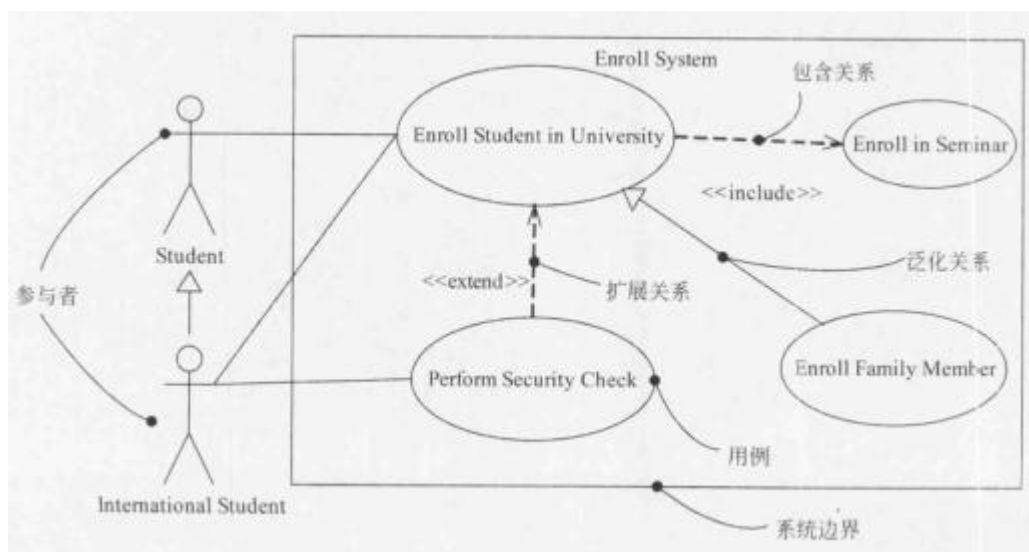 Enroll System
包含关系
Enroll Student in University
Enroll in Seminar
<<include>>
Student
<<extend>>
扩展关系
泛化关系
参与者
Perform Security Check
Enroll Family Member
用例
International Student
系统边界